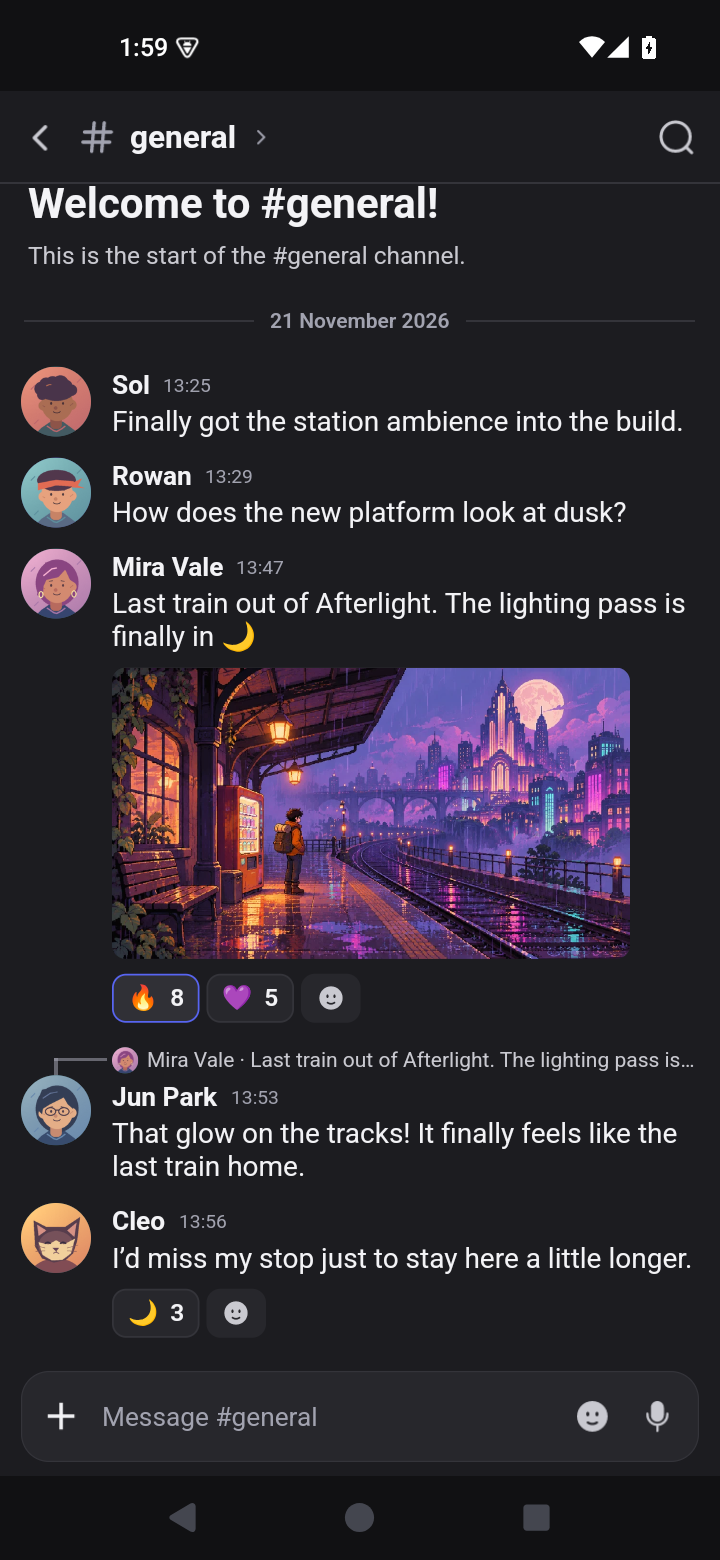 1:59
# general
Welcome to #general!
This is the start of the #general channel.
21 November 2026
Sol 13:25
Finally got the station ambience into the build.
Rowan 13:29
How does the new platform look at dusk?
Mira Vale 13:47
Last train out of Afterlight. The lighting pass is
finally in 🌙
🔥 8 💜 5
Mira Vale · Last train out of Afterlight. The lighting pass is…
Jun Park 13:53
That glow on the tracks! It finally feels like the
last train home.
Cleo 13:56
I’d miss my stop just to stay here a little longer.
🌙 3
Message #general